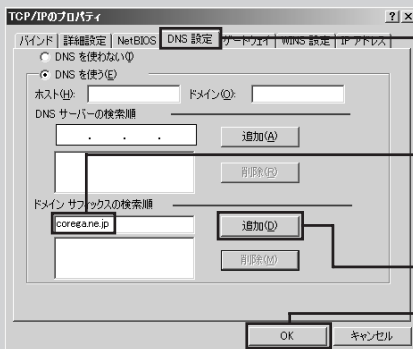 TCP/IPのプロパティ
バインド 詳細設定 NetBIOS DNS 設定 ゲートウェイ WINS 設定 IP アドレス
DNS を使わない(I)
DNS を使う(E)
ホスト(H): ドメイン(O):
DNS サーバーの検索順
追加(A)
削除(R)
ドメイン サフィックスの検索順
corega.ne.jp 追加(D)
削除(M)
OK キャンセル